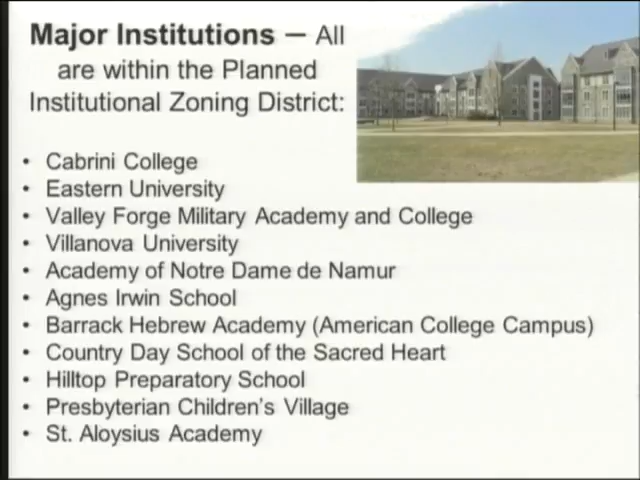 Major Institutions — All
are within the Planned
Institutional Zoning District:
• Cabrini College
• Eastern University
• Valley Forge Military Academy and College
• Villanova University
• Academy of Notre Dame de Namur
• Agnes Irwin School
• Barrack Hebrew Academy (American College Campus)
• Country Day School of the Sacred Heart
• Hilltop Preparatory School
• Presbyterian Children's Village
• St. Aloysius Academy